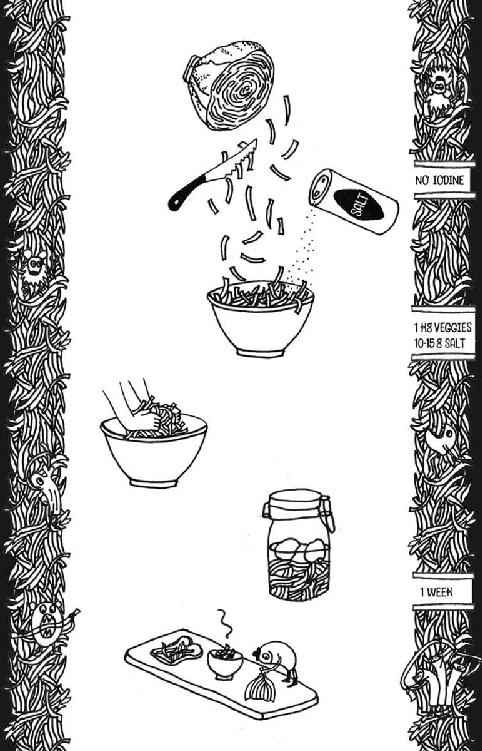 NO IODINE
SALT
1 KG VEGGIES
10-15 G SALT
1 WEEK